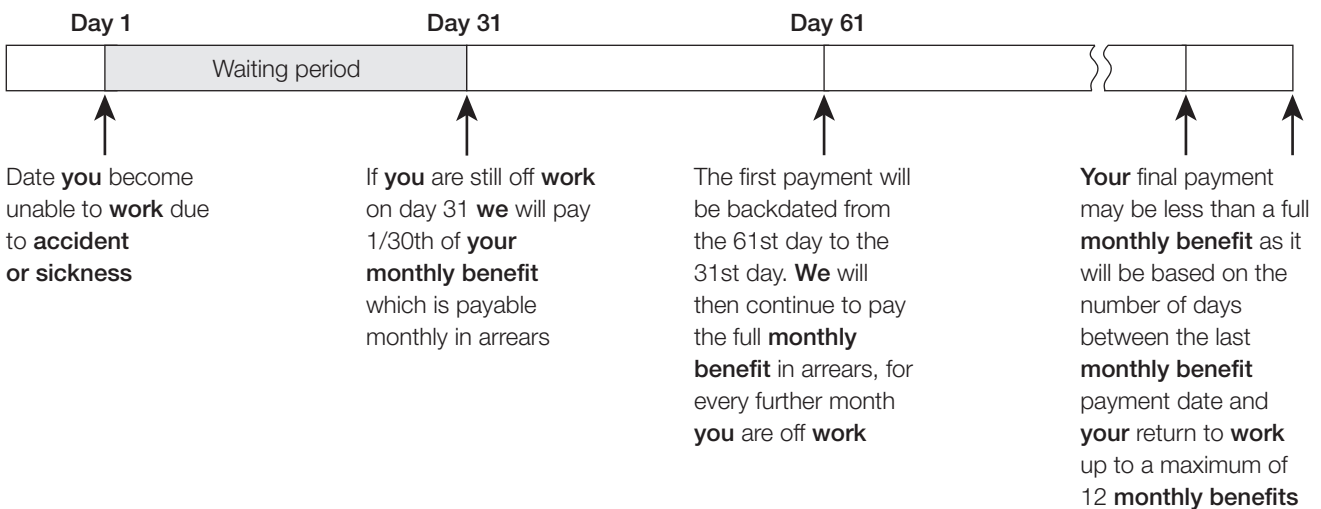 Day 1
Day 31
Day 61
Waiting period
Date you become
unable to work due
to accident
or sickness
If you are still off work
on day 31 we will pay
1/30th of your
monthly benefit
which is payable
monthly in arrears
The first payment will
be backdated from
the 61st day to the
31st day. We will
then continue to pay
the full monthly
benefit in arrears, for
every further month
you are off work
Your final payment
may be less than a full
monthly benefit as it
will be based on the
number of days
between the last
monthly benefit
payment date and
your return to work
up to a maximum of
12 monthly benefits